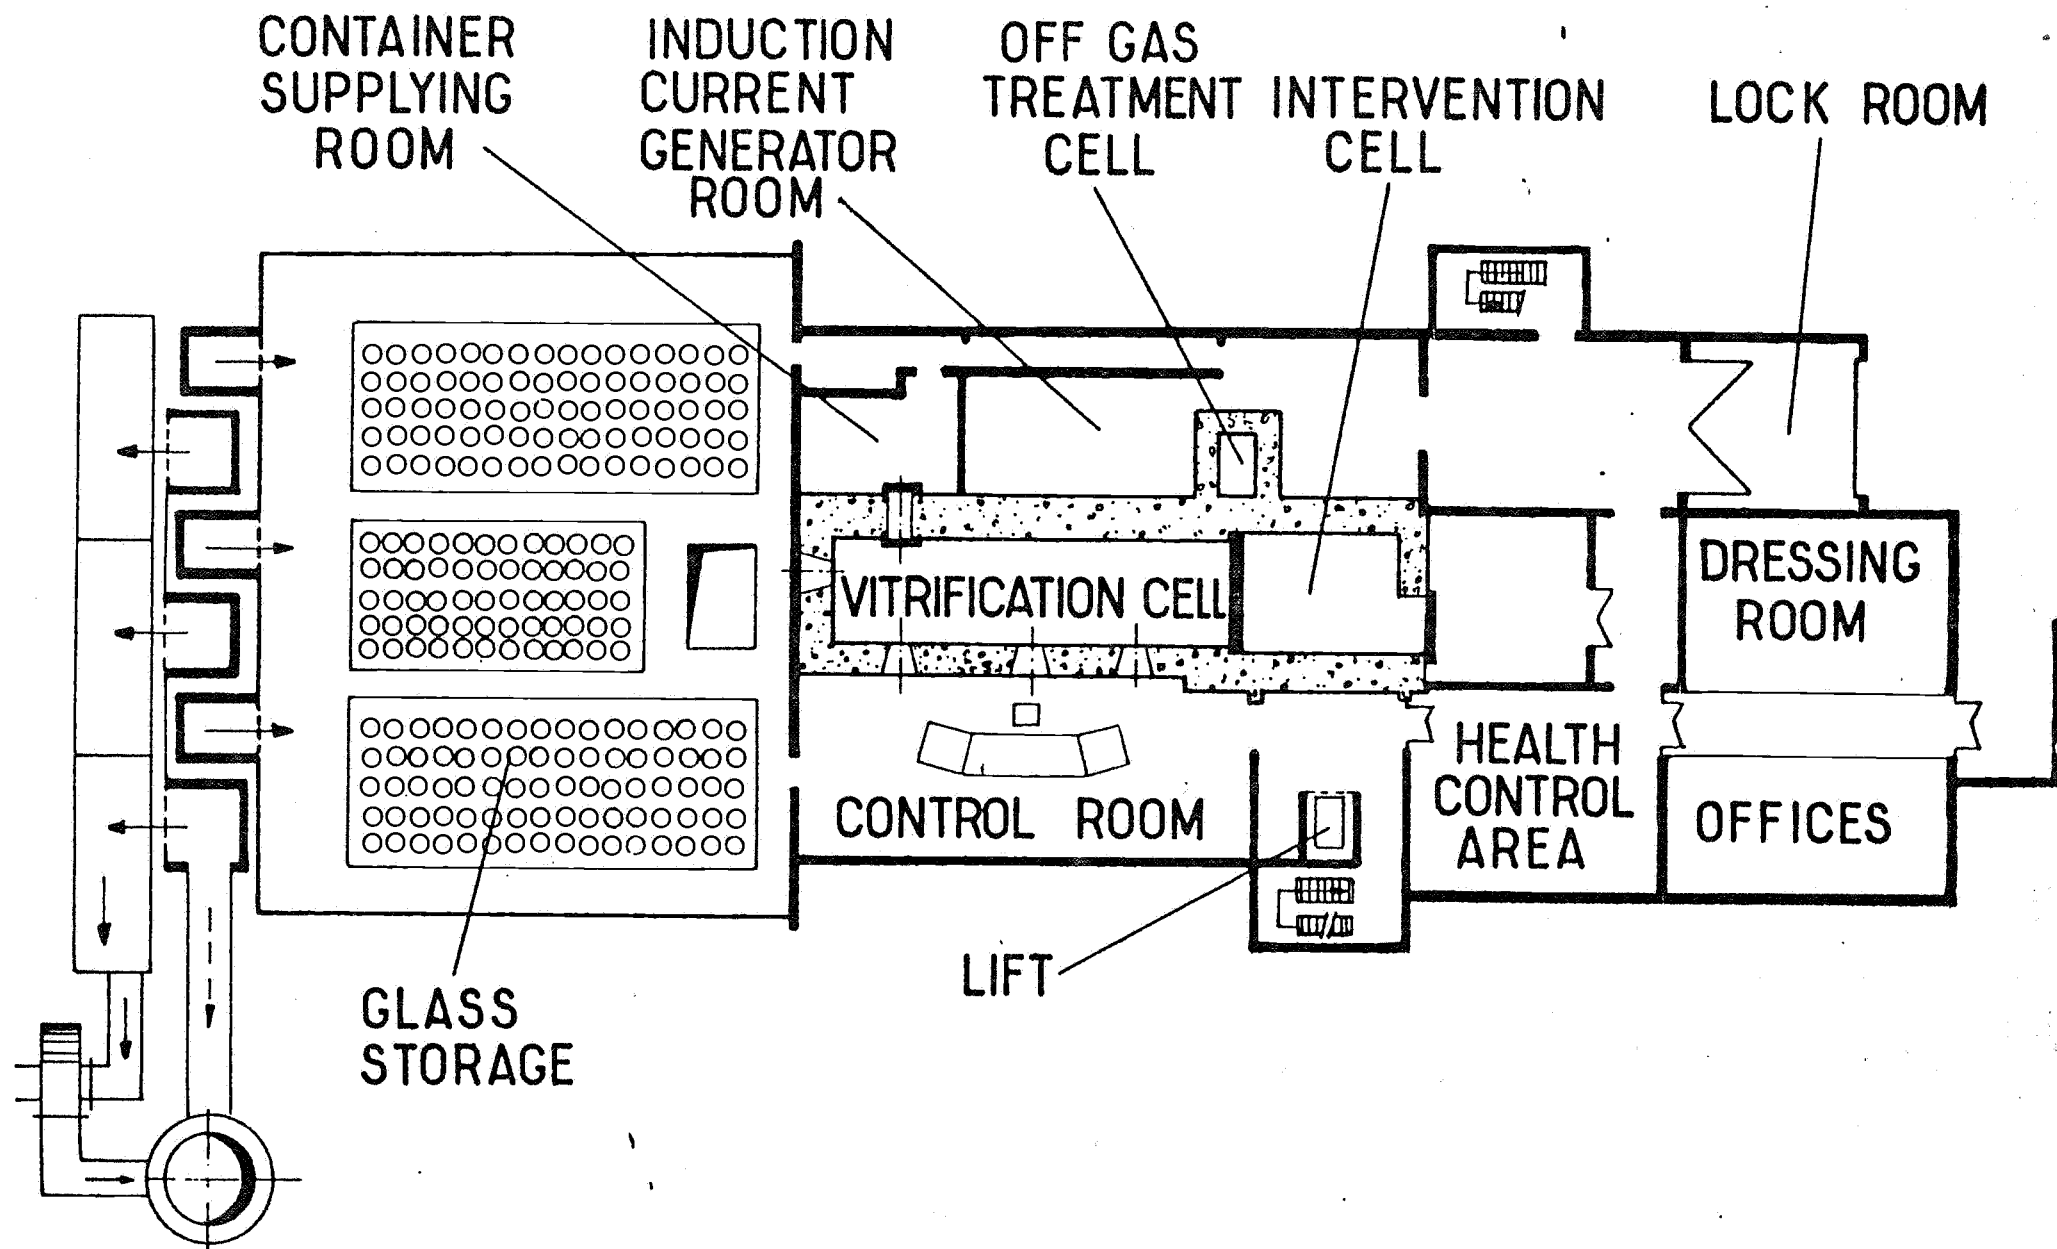 CONTAINER
SUPPLYING
ROOM
INDUCTION
CURRENT
GENERATOR
ROOM
OFF GAS
TREATMENT
CELL
INTERVENTION
CELL
LOCK ROOM
VITRIFICATION CELL
DRESSING
ROOM
HEALTH
CONTROL
AREA
CONTROL ROOM
OFFICES
LIFT
GLASS
STORAGE